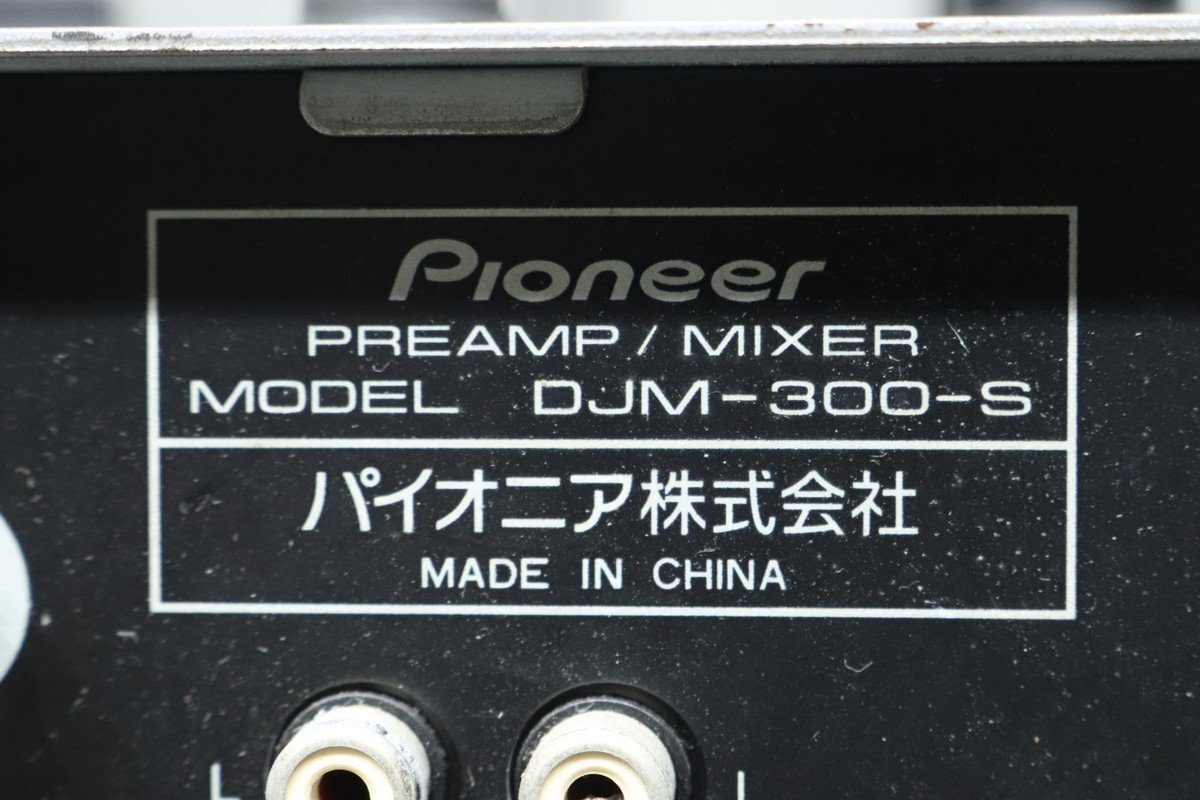 Pioneer
PREAMP / MIXER
MODEL DJM-300-S
パイオニア株式会社
MADE IN CHINA
L